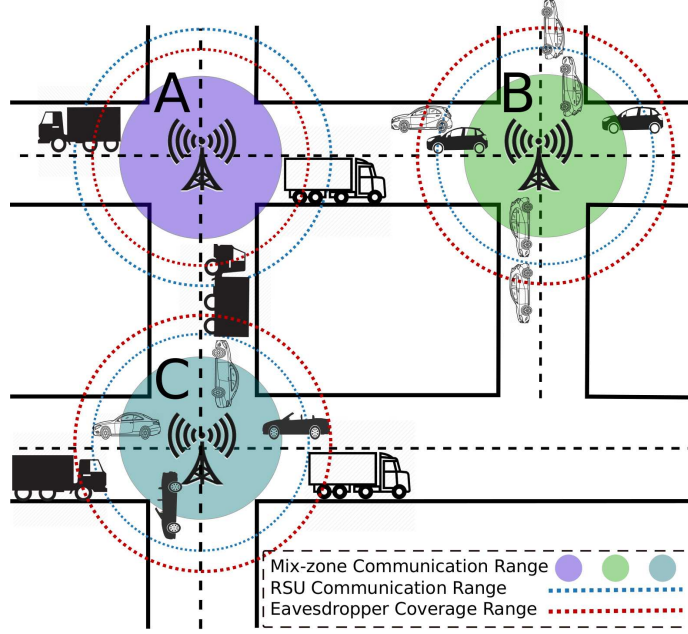 A
B
C
Mix-zone Communication Range
RSU Communication Range
Eavesdropper Coverage Range